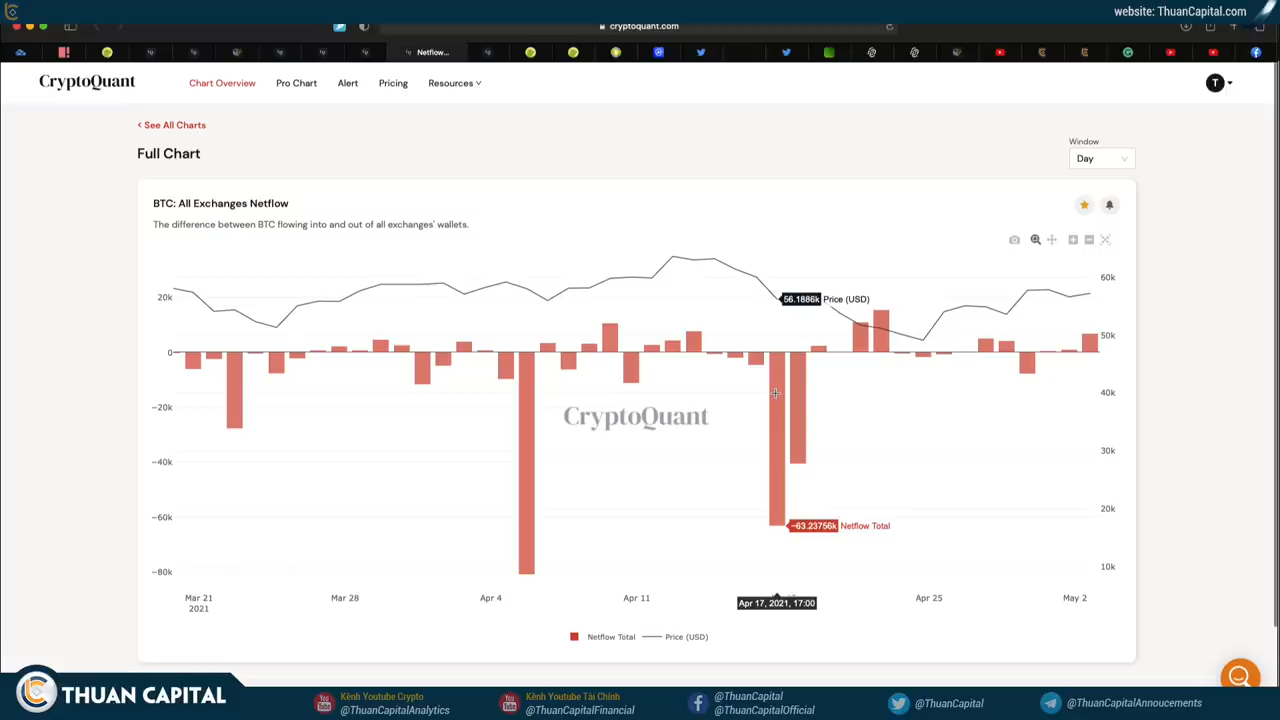 website: ThuanCapital.com
cryptoquant.com
Netflow...
CryptoQuant
Chart Overview
Pro Chart
Alert
Pricing
Resources
T
< See All Charts
Full Chart
Window
Day
BTC: All Exchanges Netflow
The difference between BTC flowing into and out of all exchanges' wallets.
20k
0
−20k
−40k
−60k
−80k
60k
50k
40k
30k
20k
10k
56.1886k Price (USD)
CryptoQuant
−63.23756k Netflow Total
Mar 21
2021
Mar 28
Apr 4
Apr 11
Apr 17, 2021, 17:00
Apr 25
May 2
Netflow Total
Price (USD)
THUAN CAPITAL
Kênh Youtube Crypto
@ThuanCapitalAnalytics
Kênh Youtube Tài Chính
@ThuanCapitalFinancial
@ThuanCapital
@ThuanCapitalOfficial
@ThuanCapital
@ThuanCapitalAnnoucements